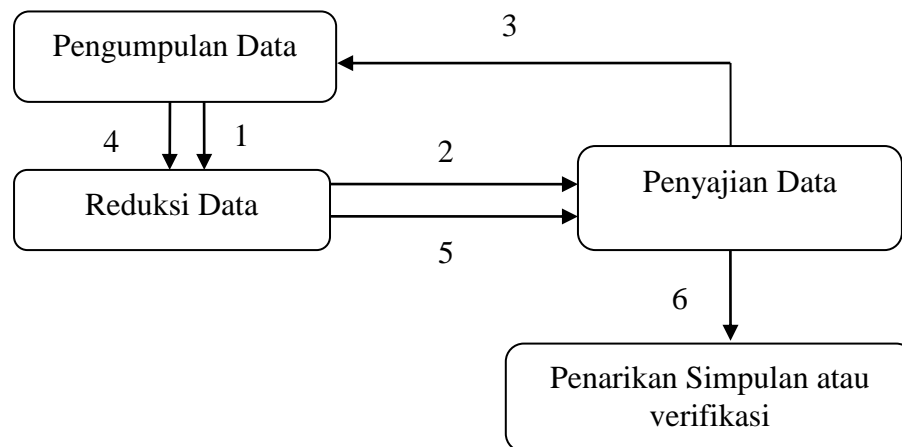 3
Pengumpulan Data
4
1
2
Reduksi Data
Penyajian Data
5
6
Penarikan Simpulan atau
verifikasi